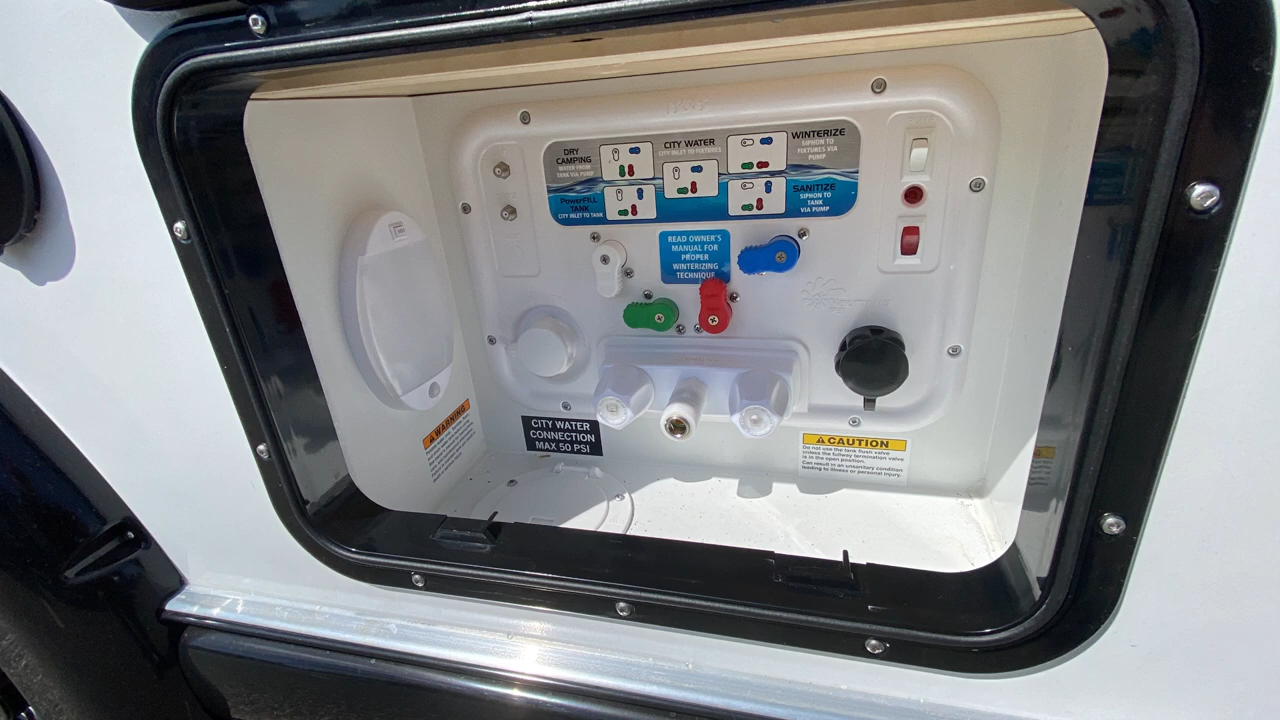 DRY
CAMPING
WATER FROM
TANK VIA PUMP
CITY WATER
CITY INLET TO FIXTURES
WINTERIZE
SIPHON TO
FIXTURES VIA
PUMP
PowerFILL
TANK
CITY INLET TO TANK
SANITIZE
SIPHON TO
TANK
VIA PUMP
READ OWNER'S
MANUAL FOR
PROPER
WINTERIZING
TECHNIQUE
WARNING
CITY WATER
CONNECTION
MAX 50 PSI
CAUTION
Do not use the tank flush valve
unless the fullway termination valve
is in the open position.
Can result in an unsanitary condition
leading to illness or personal injury.